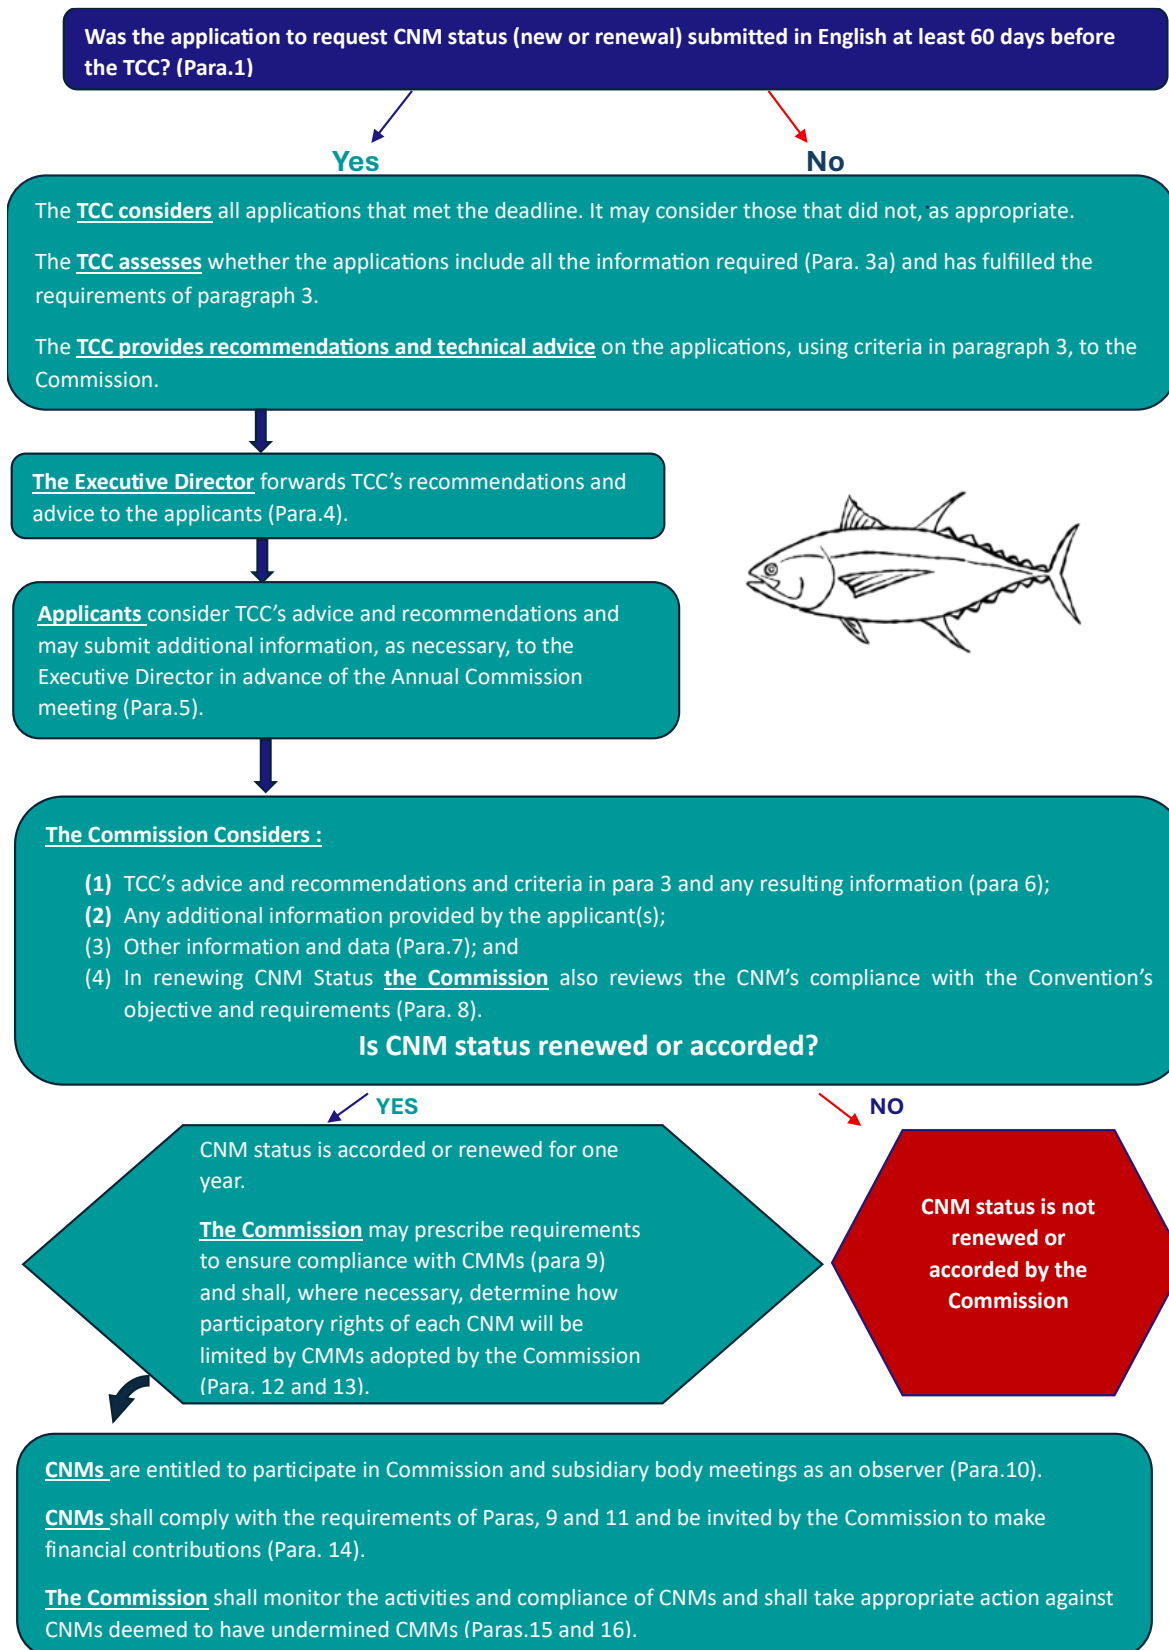 Was the application to request CNM status (new or renewal) submitted in English at least 60 days before
the TCC? (Para.1)
Yes
No
The TCC considers all applications that met the deadline. It may consider those that did not, as appropriate.
The TCC assesses whether the applications include all the information required (Para. 3a) and has fulfilled the
requirements of paragraph 3.
The TCC provides recommendations and technical advice on the applications, using criteria in paragraph 3, to the
Commission.
The Executive Director forwards TCC’s recommendations and
advice to the applicants (Para.4).
Applicants consider TCC’s advice and recommendations and
may submit additional information, as necessary, to the
Executive Director in advance of the Annual Commission
meeting (Para.5).
The Commission Considers :
(1) TCC’s advice and recommendations and criteria in para 3 and any resulting information (para 6);
(2) Any additional information provided by the applicant(s);
(3) Other information and data (Para.7); and
(4) In renewing CNM Status the Commission also reviews the CNM’s compliance with the Convention’s
objective and requirements (Para. 8).
Is CNM status renewed or accorded?
YES
NO
CNM status is accorded or renewed for one
year.
The Commission may prescribe requirements
to ensure compliance with CMMs (para 9)
and shall, where necessary, determine how
participatory rights of each CNM will be
limited by CMMs adopted by the Commission
(Para. 12 and 13).
CNM status is not
renewed or
accorded by the
Commission
CNMs are entitled to participate in Commission and subsidiary body meetings as an observer (Para.10).
CNMs shall comply with the requirements of Paras, 9 and 11 and be invited by the Commission to make
financial contributions (Para. 14).
The Commission shall monitor the activities and compliance of CNMs and shall take appropriate action against
CNMs deemed to have undermined CMMs (Paras.15 and 16).